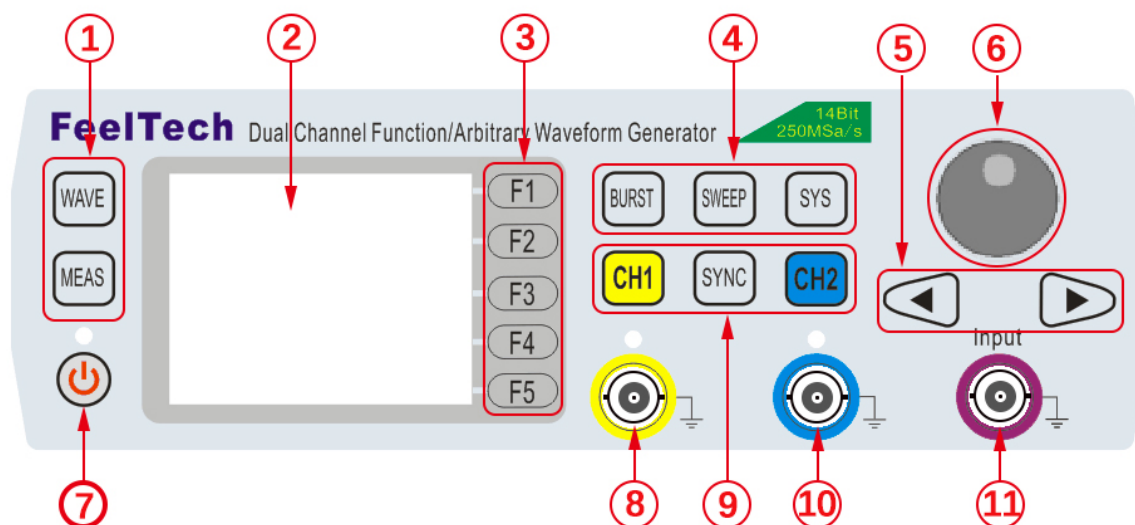 1 2 3 4 5 6
FeelTech Dual Channel Function/Arbitrary Waveform Generator
14Bit
250MSa/s
WAVE
MEAS
F1
F2
F3
F4
F5
BURST SWEEP SYS
CH1 SYNC CH2
Input
7 8 9 10 11